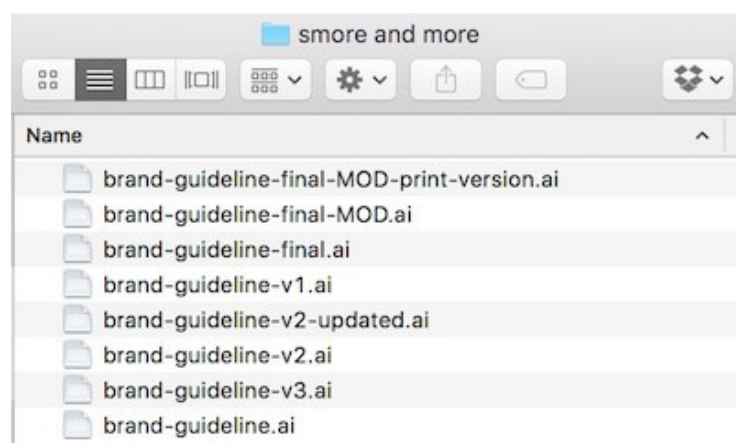 smore and more
Name
brand-guideline-final-MOD-print-version.ai
brand-guideline-final-MOD.ai
brand-guideline-final.ai
brand-guideline-v1.ai
brand-guideline-v2-updated.ai
brand-guideline-v2.ai
brand-guideline-v3.ai
brand-guideline.ai